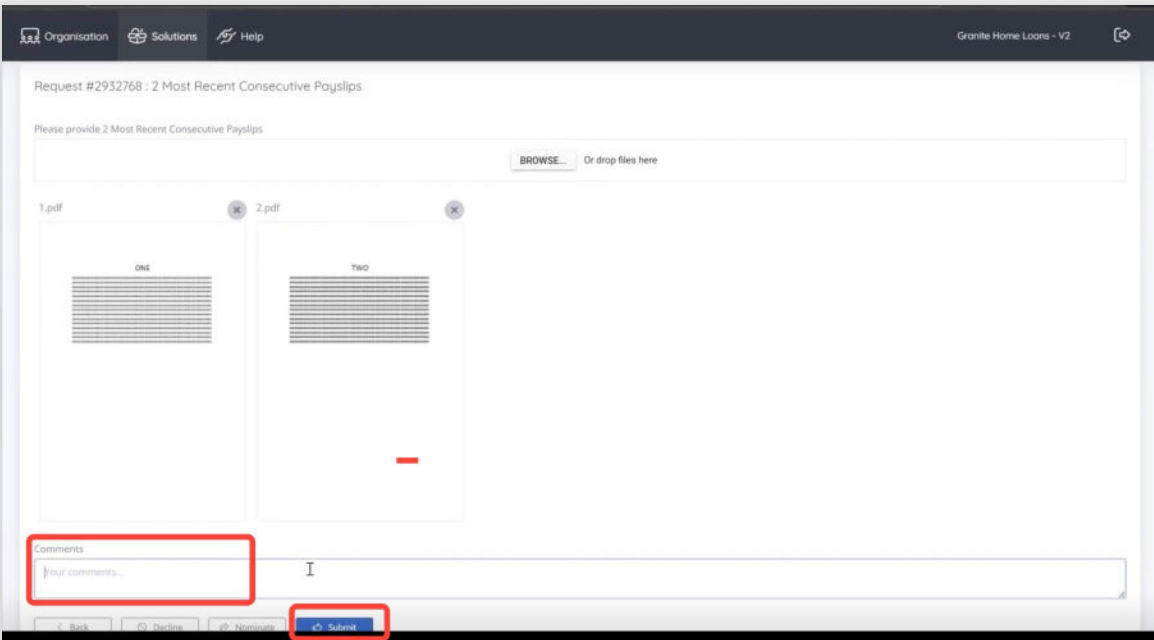 Organisation Solutions Help Granite Home Loans - V2
Request #2932768 : 2 Most Recent Consecutive Payslips
Please provide 2 Most Recent Consecutive Payslips
BROWSE... Or drop files here
1.pdf 2.pdf
ONE TWO
Comments
Your comments...
Back Decline Nominate Submit